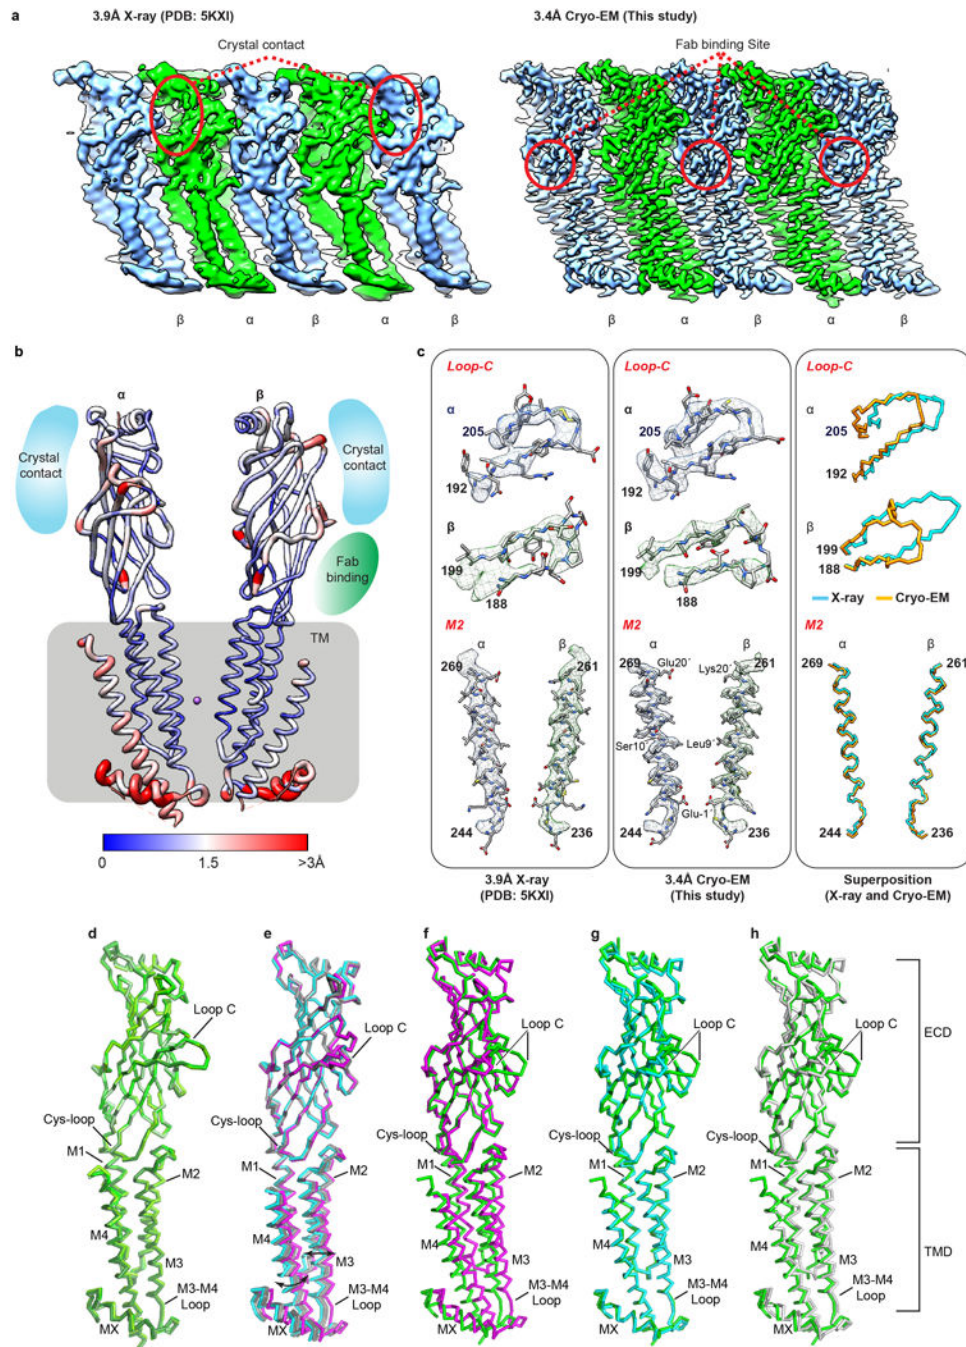 a
3.9Å X-ray (PDB: 5KXI)
3.4Å Cryo-EM (This study)
Crystal contact
Fab binding Site
β α β α β
β α β α β
b
α β
Crystal
contact
Crystal
contact
Fab
binding
TM
0 1.5 >3Å
c
Loop-C
α
205
192
β
199
188
M2
α β
269 261
244 236
3.9Å X-ray
(PDB: 5KXI)
Loop-C
α
205
192
β
199
188
M2
α β
269 Glu20´ Lys20´ 261
Ser10´ Leu9´
Glu-1´
244 236
3.4Å Cryo-EM
(This study)
Loop-C
α
205
192
β
199
188
X-ray Cryo-EM
M2
α β
269 261
244 236
Superposition
(X-ray and Cryo-EM)
d
Loop C
Cys-loop
M1
M2
M4
M3
M3-M4
Loop
MX
e
Loop C
Cys-loop
M1
M2
M4
M3
M3-M4
Loop
MX
f
Loop C
Cys-loop
M1
M2
M4
M3
M3-M4
Loop
MX
g
Loop C
Cys-loop
M1
M2
M4
M3
M3-M4
Loop
MX
h
Loop C
Cys-loop
M1
M2
M4
M3
M3-M4
Loop
MX
ECD
TMD